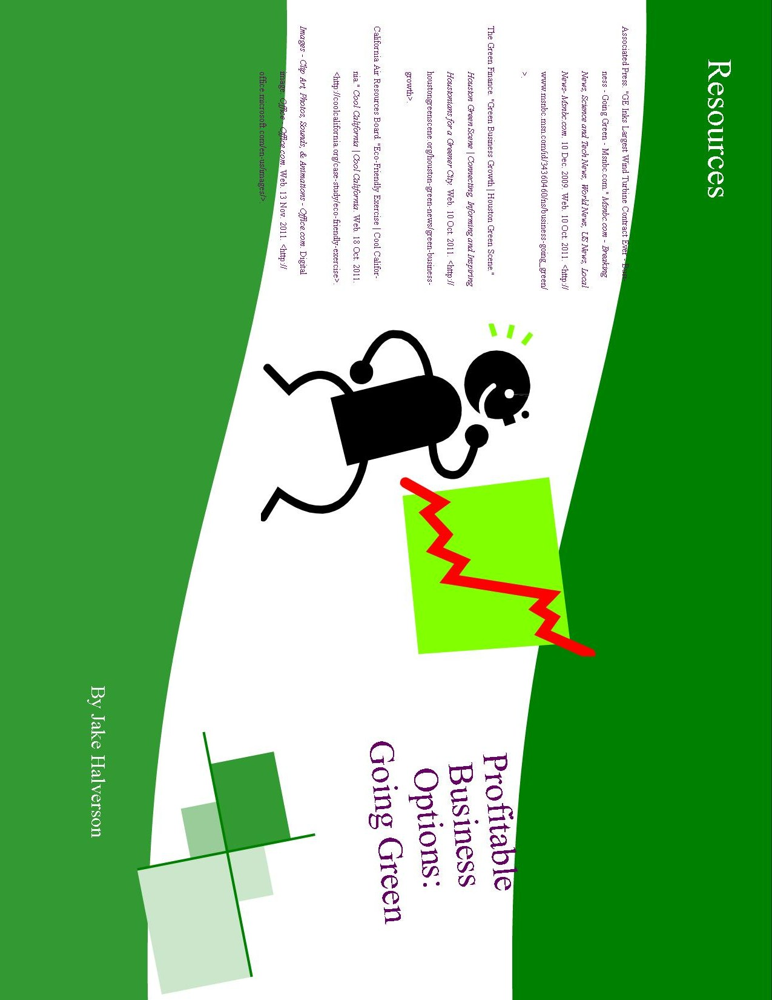 Resources
Associated Press. "GE Inks Largest Wind Turbine Contract Ever - Busi-
ness - Going Green - Msnbc.com." Msnbc.com - Breaking
News, Science and Tech News, World News, US News, Local
News- Msnbc.com. 10 Dec. 2009. Web. 10 Oct. 2011. <http://
www.msnbc.msn.com/id/34360460/ns/business-going_green/
>.
The Green Finance. "Green Business Growth | Houston Green Scene."
Houston Green Scene | Connecting, Informing and Inspiring
Houstonians for a Greener City. Web. 10 Oct. 2011. <http://
houstongreenscene.org/houston-green-news/green-business-
growth>.
California Air Resources Board. "Eco-Friendly Exercise | Cool Califor-
nia." Cool California | Cool California. Web. 18 Oct. 2011.
<http://coolcalifornia.org/case-study/eco-friendly-exercise>.
Images - Clip Art, Photos, Sounds, & Animations - Office.com. Digital
image. Office - Office.com. Web. 13 Nov. 2011. <http://
office.microsoft.com/en-us/images/>.
Profitable
Business
Options:
Going Green
By Jake Halverson